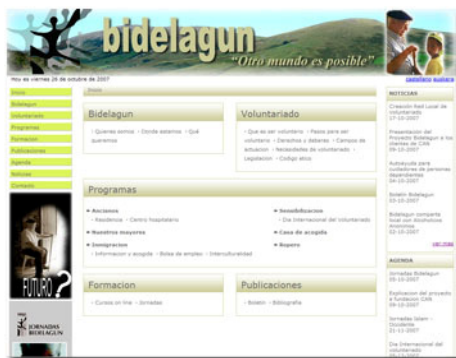 bidelagun
"Otro mundo es posible"
Hoy es viernes 26 de octubre de 2007
castellano euskara
Inicio
Bidelagun
Voluntariado
Programas
Formacion
Publicaciones
Agenda
Noticias
Contacto
FUTURO ?
JORNADAS
BIDELAGUN
Inicio
Bidelagun
- Quienes somos - Donde estamos - Qué
queremos
Voluntariado
- Que es ser voluntario - Pasos para ser
voluntario - Derechos y deberes - Campos de
actuacion - Necesidades de voluntariado -
Legislacion - Codigo etico
Programas
Ancianos
- Residencia - Centro hospitalario
Nuestros mayores
Inmigracion
- Informacion y acogida - Bolsa de empleo - Interculturalidad
Sensibilizacion
- Dia Internacional del Voluntariado
Casa de acogida
Ropero
Formacion
- Cursos on line - Jornadas
Publicaciones
- Boletin - Bibliografia
NOTICIAS
Creación Red Local de
voluntariado
17-10-2007
Presentación del
Proyecto Bidelagun a los
clientes de CAN
09-10-2007
Autoayuda para
cuidadores de personas
dependientes
04-10-2007
Boletín Bidelagun
03-10-2007
Bidelagun comparte
local con Alcoholicos
Anonimos
02-10-2007
ver mas
AGENDA
Jornadas Bidelagun
05-10-2007
Explicacion del proyecto
a fundacion CAN
09-10-2007
Jornadas Islam -
Occidente
21-11-2007
Dia Internacional del
voluntariado